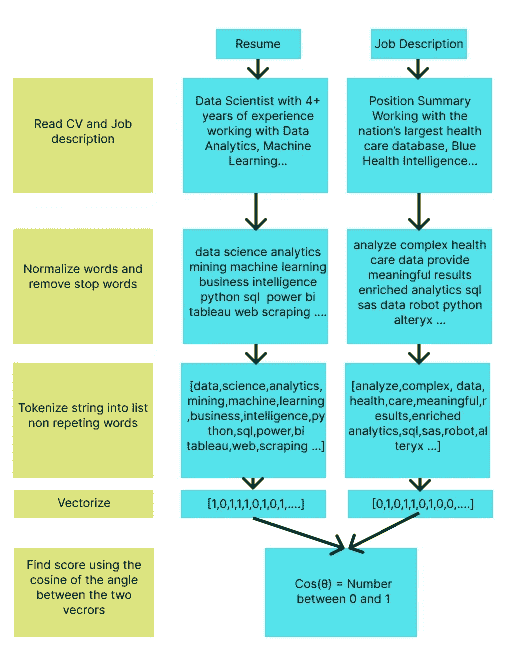 Resume
Job Description
Read CV and Job
description
Data Scientist with 4+
years of experience
working with Data
Analytics, Machine
Learning...
Position Summary
Working with the
nation's largest health
care database, Blue
Health Intelligence...
Normalize words and
remove stop words
data science analytics
mining machine learning
business intelligence
python sql power bi
tableau web scraping ....
analyze complex health
care data provide
meaningful results
enriched analytics sql
sas data robot python
alteryx ...
Tokenize string into list
non repeting words
[data,science,analytics,
mining,machine,learning
,business,intelligence,py
thon,sql,power,bi
tableau,web,scraping ...]
[analyze,complex, data,
health,care,meaningful,r
esults,enriched
analytics,sql,sas,robot,al
teryx ...]
Vectorize
[1,0,1,1,1,0,1,0,1,....]
[0,1,0,1,1,0,1,0,0,....]
Find score using the
cosine of the angle
between the two
vecrors
Cos(θ) = Number
between 0 and 1